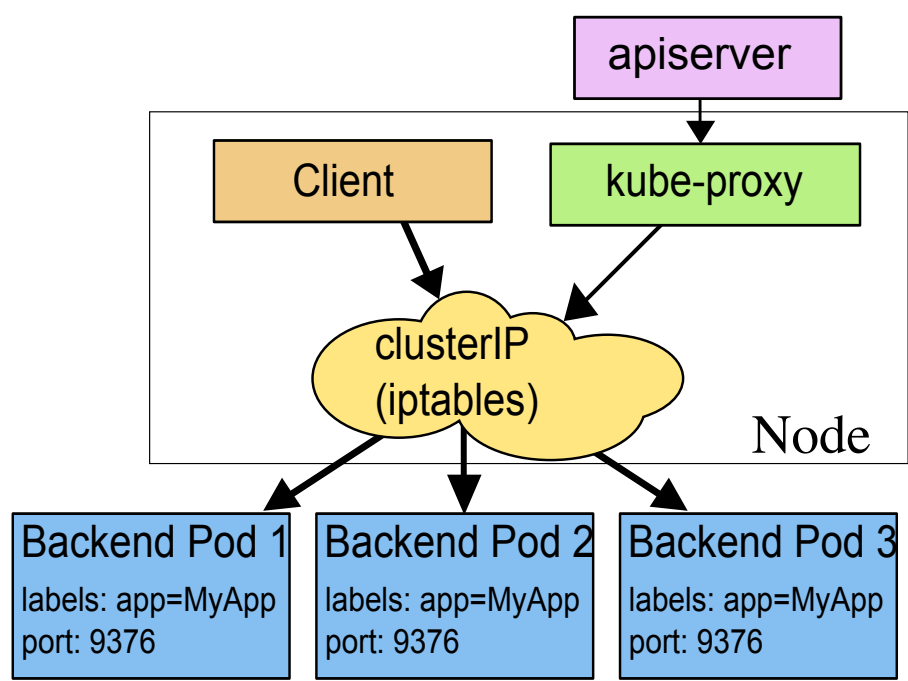 apiserver
Client
kube-proxy
clusterIP
(iptables)
Node
Backend Pod 1
labels: app=MyApp
port: 9376
Backend Pod 2
labels: app=MyApp
port: 9376
Backend Pod 3
labels: app=MyApp
port: 9376